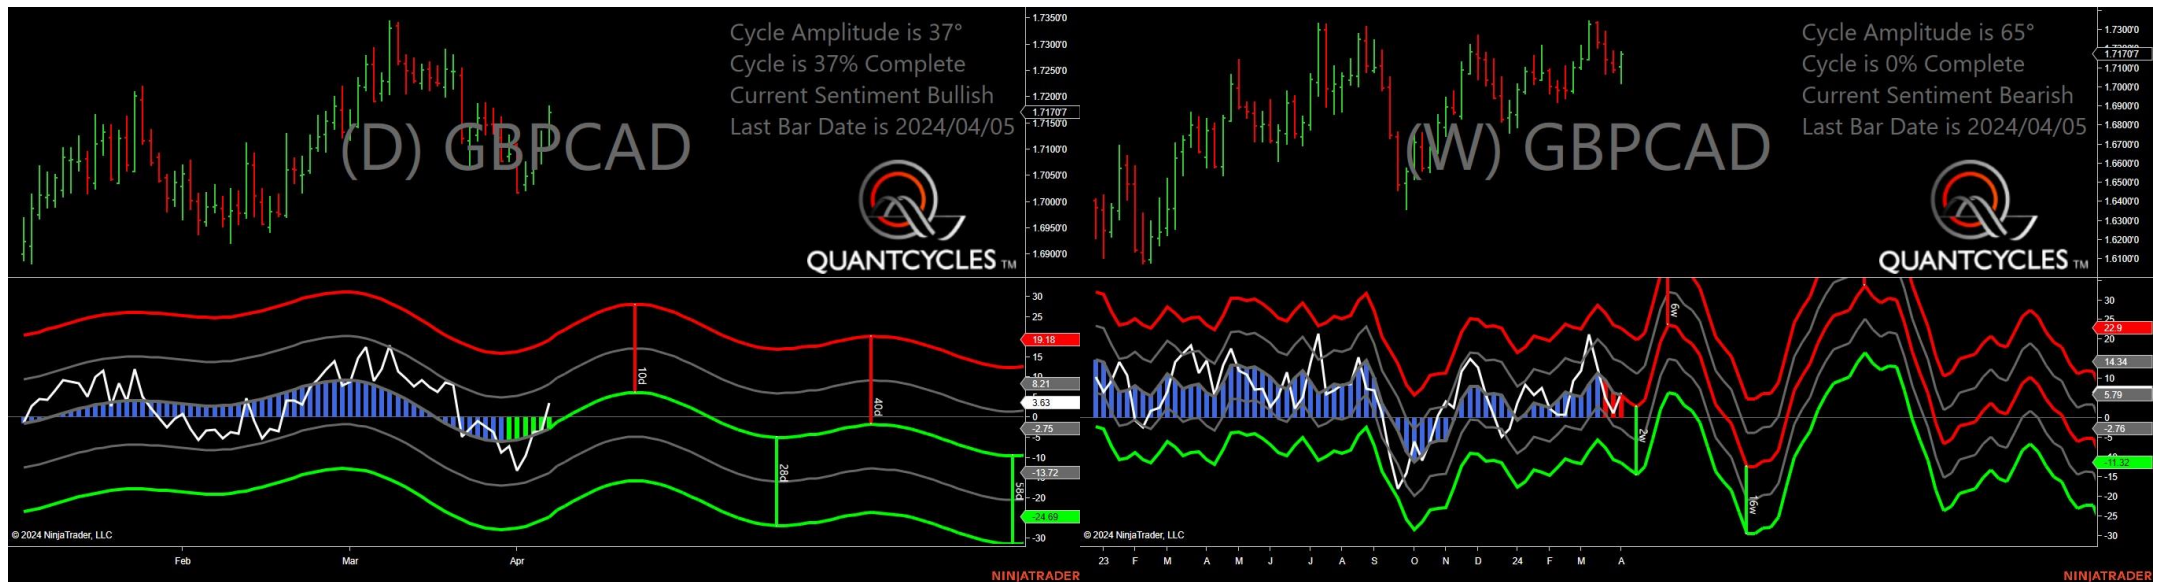 Cycle Amplitude is 37°
Cycle is 37% Complete
Current Sentiment Bullish
Last Bar Date is 2024/04/05
(D) GBPCAD
QUANTCYCLES TM
1.7350'0
1.7300'0
1.7250'0
1.7200'0
1.7170'7
1.7150'0
1.7100'0
1.7050'0
1.7000'0
1.6950'0
1.6900'0
30
25
19.18
15
10
8.21
5
3.63
0
-2.75
-5
-10
-13.72
-20
-24.69
-30
10d
28d
40d
58d
© 2024 NinjaTrader, LLC
Feb Mar Apr
NINJATRADER
Cycle Amplitude is 65°
Cycle is 0% Complete
Current Sentiment Bearish
Last Bar Date is 2024/04/05
(W) GBPCAD
QUANTCYCLES TM
1.7300'0
1.7170'7
1.7100'0
1.6900'0
1.6800'0
1.6700'0
1.6600'0
1.6500'0
1.6400'0
1.6300'0
1.6200'0
1.6100'0
30
25
22.9
20
14.34
10
5.79
0
-2.76
-5
-11.32
-15
-20
-25
-30
2w
6w
16w
© 2024 NinjaTrader, LLC
23 F M A M J J A S O N D 24 F M A
NINJATRADER